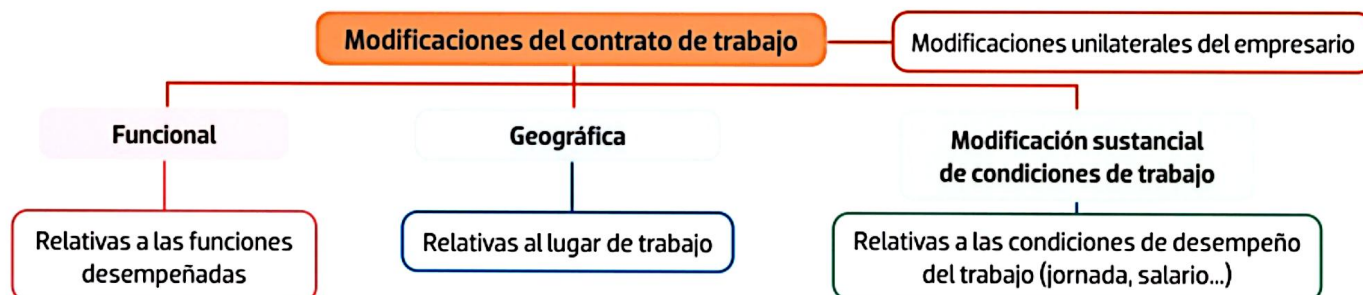 Modificaciones del contrato de trabajo
Modificaciones unilaterales del empresario
Funcional
Geográfica
Modificación sustancial
de condiciones de trabajo
Relativas a las funciones
desempeñadas
Relativas al lugar de trabajo
Relativas a las condiciones de desempeño
del trabajo (jornada, salario...)